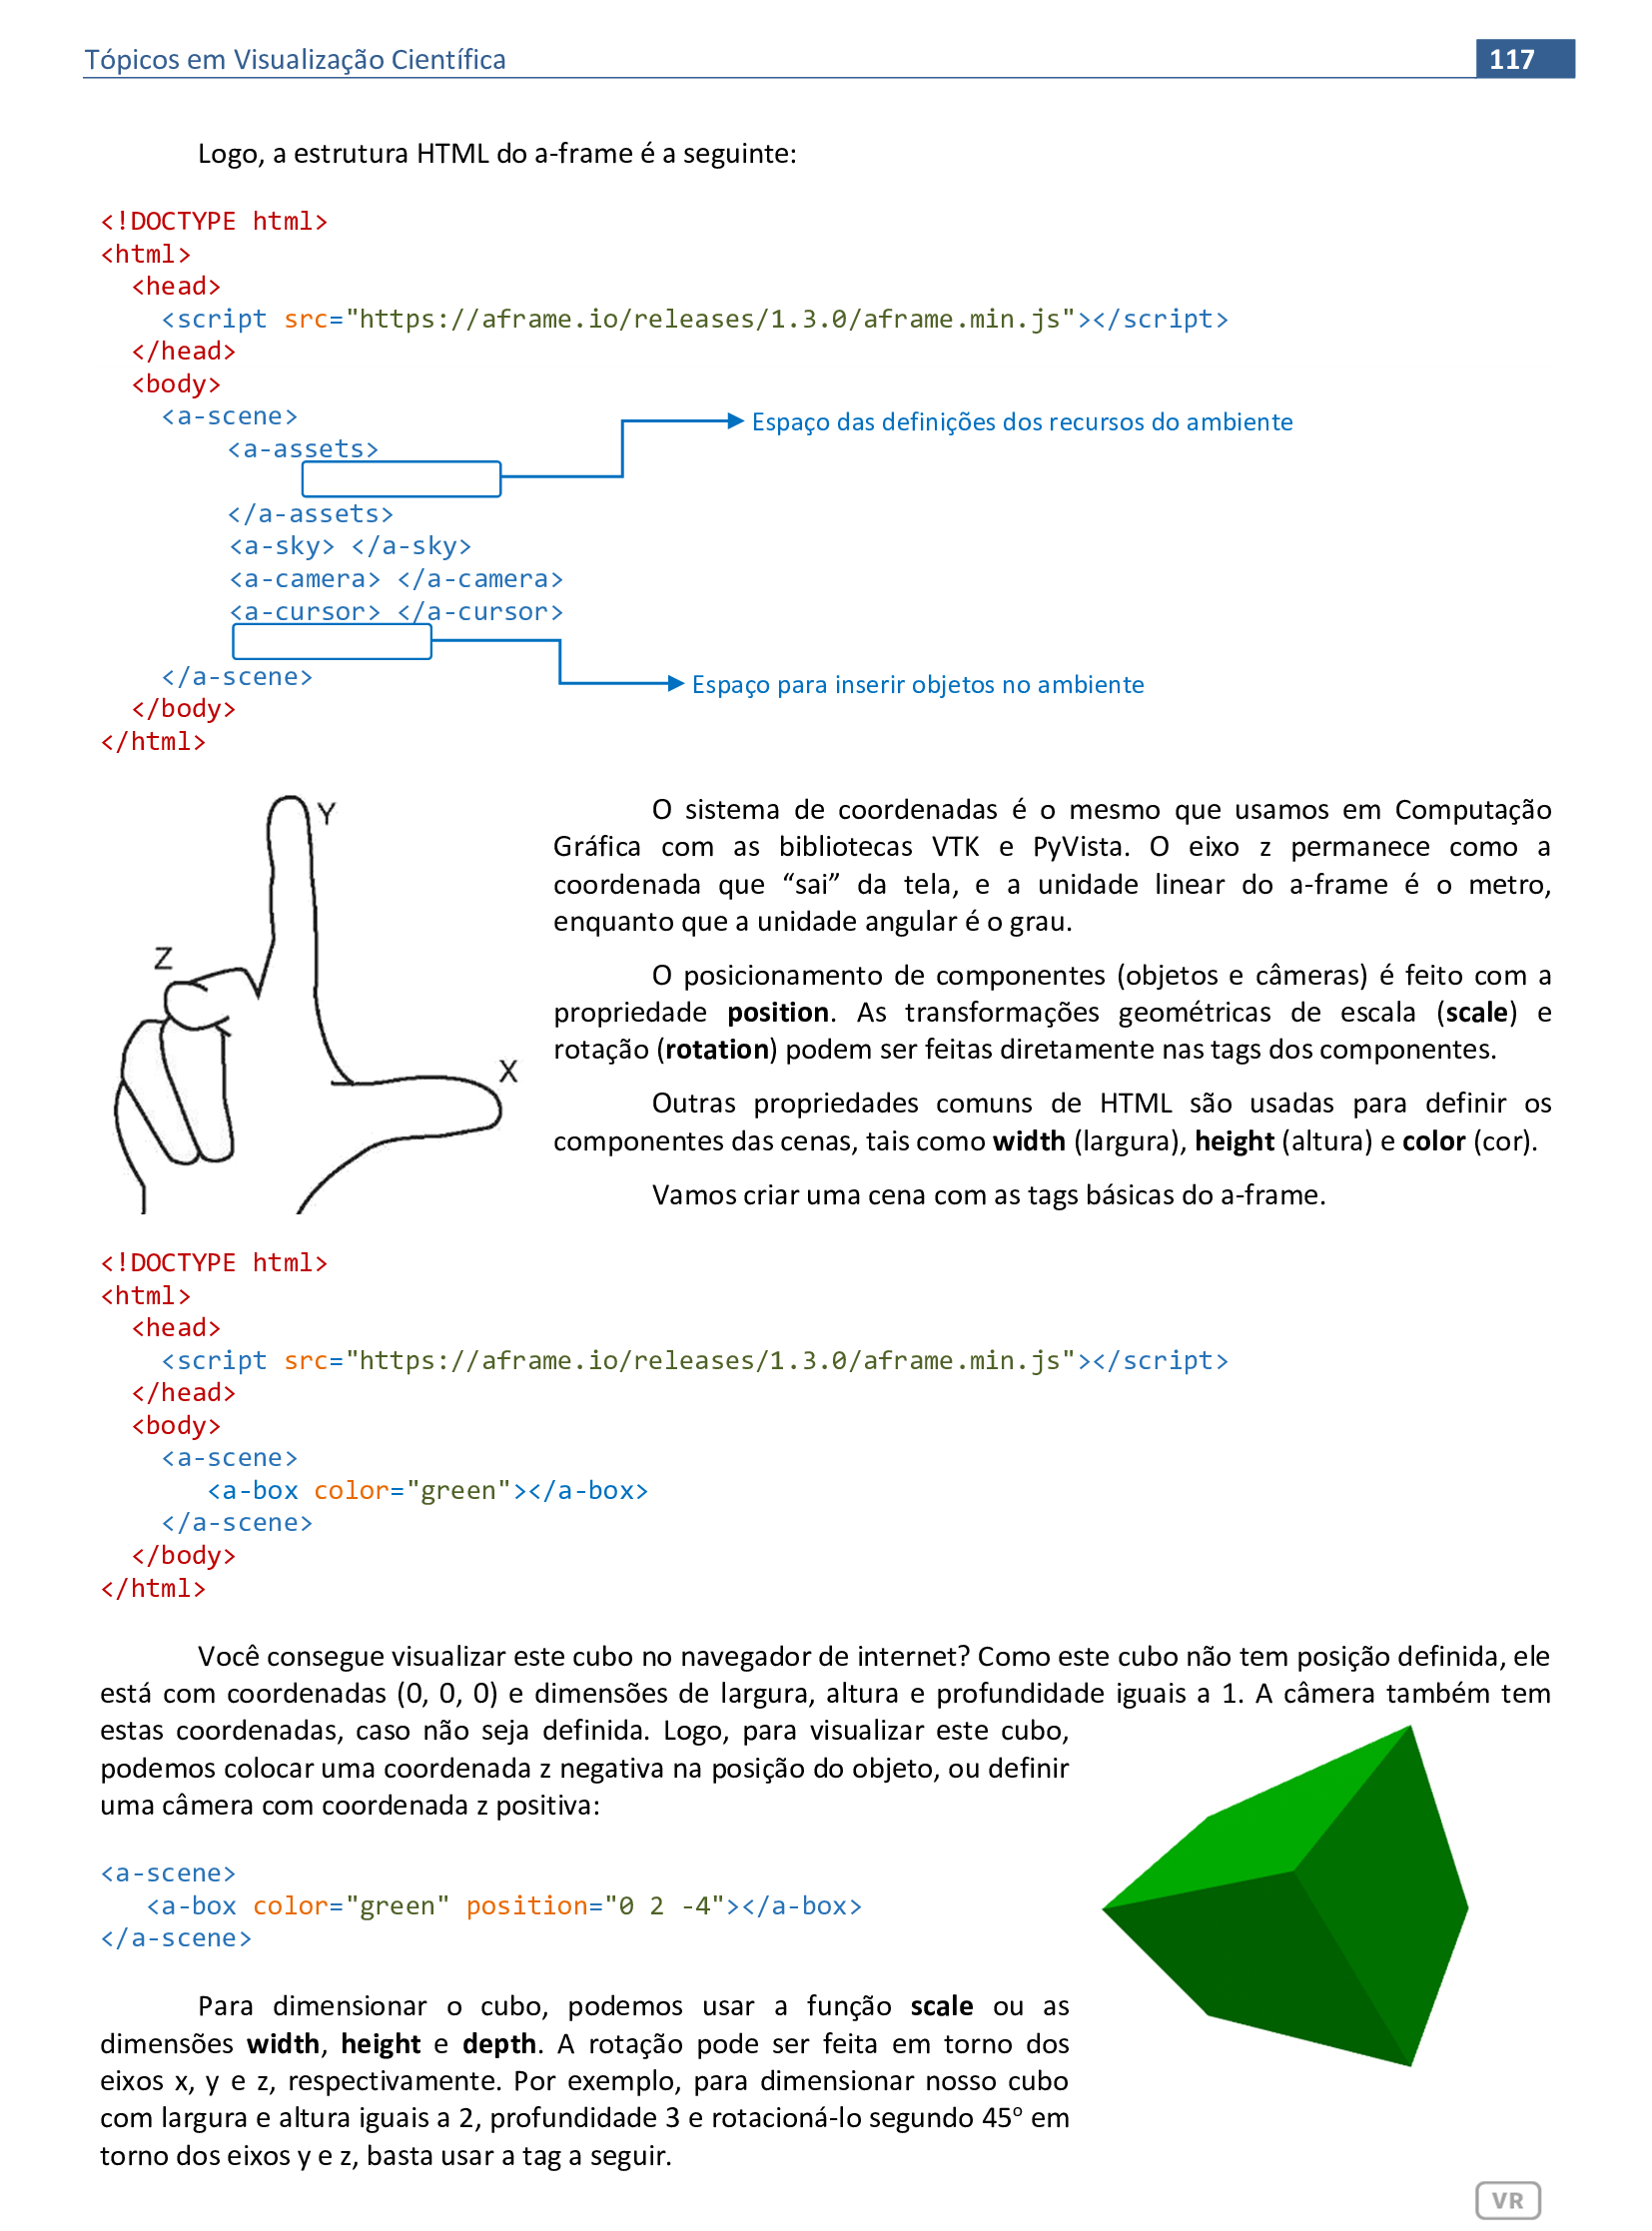 Tópicos em Visualização Científica 117
Logo, a estrutura HTML do a-frame é a seguinte:
<!DOCTYPE html>
<html>
  <head>
    <script src="https://aframe.io/releases/1.3.0/aframe.min.js"></script>
  </head>
  <body>
    <a-scene>
Espaço das definições dos recursos do ambiente
        <a-assets>
        </a-assets>
        <a-sky> </a-sky>
        <a-camera> </a-camera>
        <a-cursor> </a-cursor>
    </a-scene>
Espaço para inserir objetos no ambiente
  </body>
</html>
Y
Z
X
O sistema de coordenadas é o mesmo que usamos em Computação
Gráfica com as bibliotecas VTK e PyVista. O eixo z permanece como a
coordenada que “sai” da tela, e a unidade linear do a-frame é o metro,
enquanto que a unidade angular é o grau.
O posicionamento de componentes (objetos e câmeras) é feito com a
propriedade position. As transformações geométricas de escala (scale) e
rotação (rotation) podem ser feitas diretamente nas tags dos componentes.
Outras propriedades comuns de HTML são usadas para definir os
componentes das cenas, tais como width (largura), height (altura) e color (cor).
Vamos criar uma cena com as tags básicas do a-frame.
<!DOCTYPE html>
<html>
  <head>
    <script src="https://aframe.io/releases/1.3.0/aframe.min.js"></script>
  </head>
  <body>
    <a-scene>
       <a-box color="green"></a-box>
    </a-scene>
  </body>
</html>
Você consegue visualizar este cubo no navegador de internet? Como este cubo não tem posição definida, ele
está com coordenadas (0, 0, 0) e dimensões de largura, altura e profundidade iguais a 1. A câmera também tem
estas coordenadas, caso não seja definida. Logo, para visualizar este cubo,
podemos colocar uma coordenada z negativa na posição do objeto, ou definir
uma câmera com coordenada z positiva:
<a-scene>
   <a-box color="green" position="0 2 -4"></a-box>
</a-scene>
Para dimensionar o cubo, podemos usar a função scale ou as
dimensões width, height e depth. A rotação pode ser feita em torno dos
eixos x, y e z, respectivamente. Por exemplo, para dimensionar nosso cubo
com largura e altura iguais a 2, profundidade 3 e rotacioná-lo segundo 45º em
torno dos eixos y e z, basta usar a tag a seguir.
VR